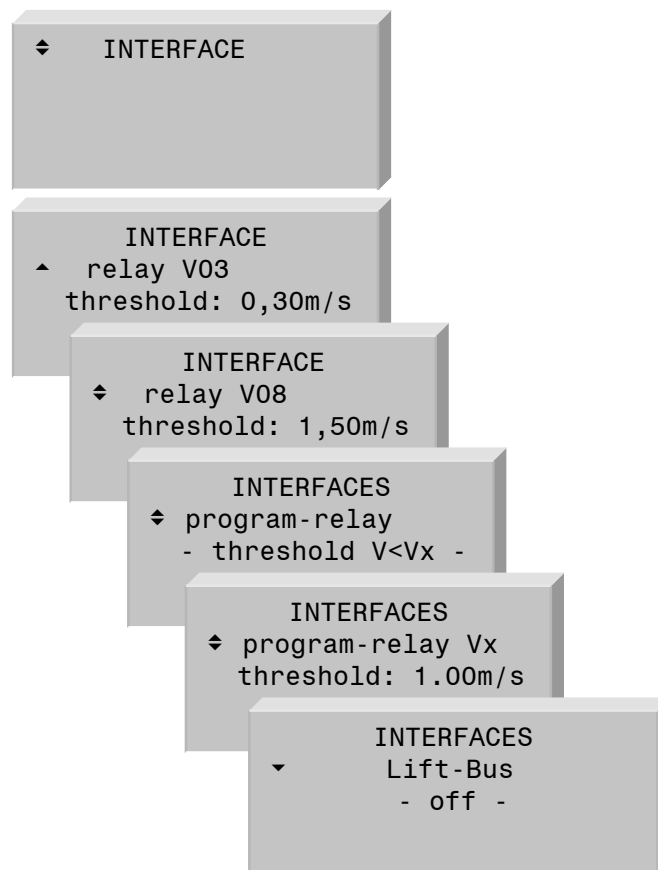 INTERFACE
INTERFACE
relay V03
threshold: 0,30m/s
INTERFACE
relay V08
threshold: 1,50m/s
INTERFACES
program-relay
- threshold V<Vx -
INTERFACES
program-relay Vx
threshold: 1.00m/s
INTERFACES
Lift-Bus
- off -